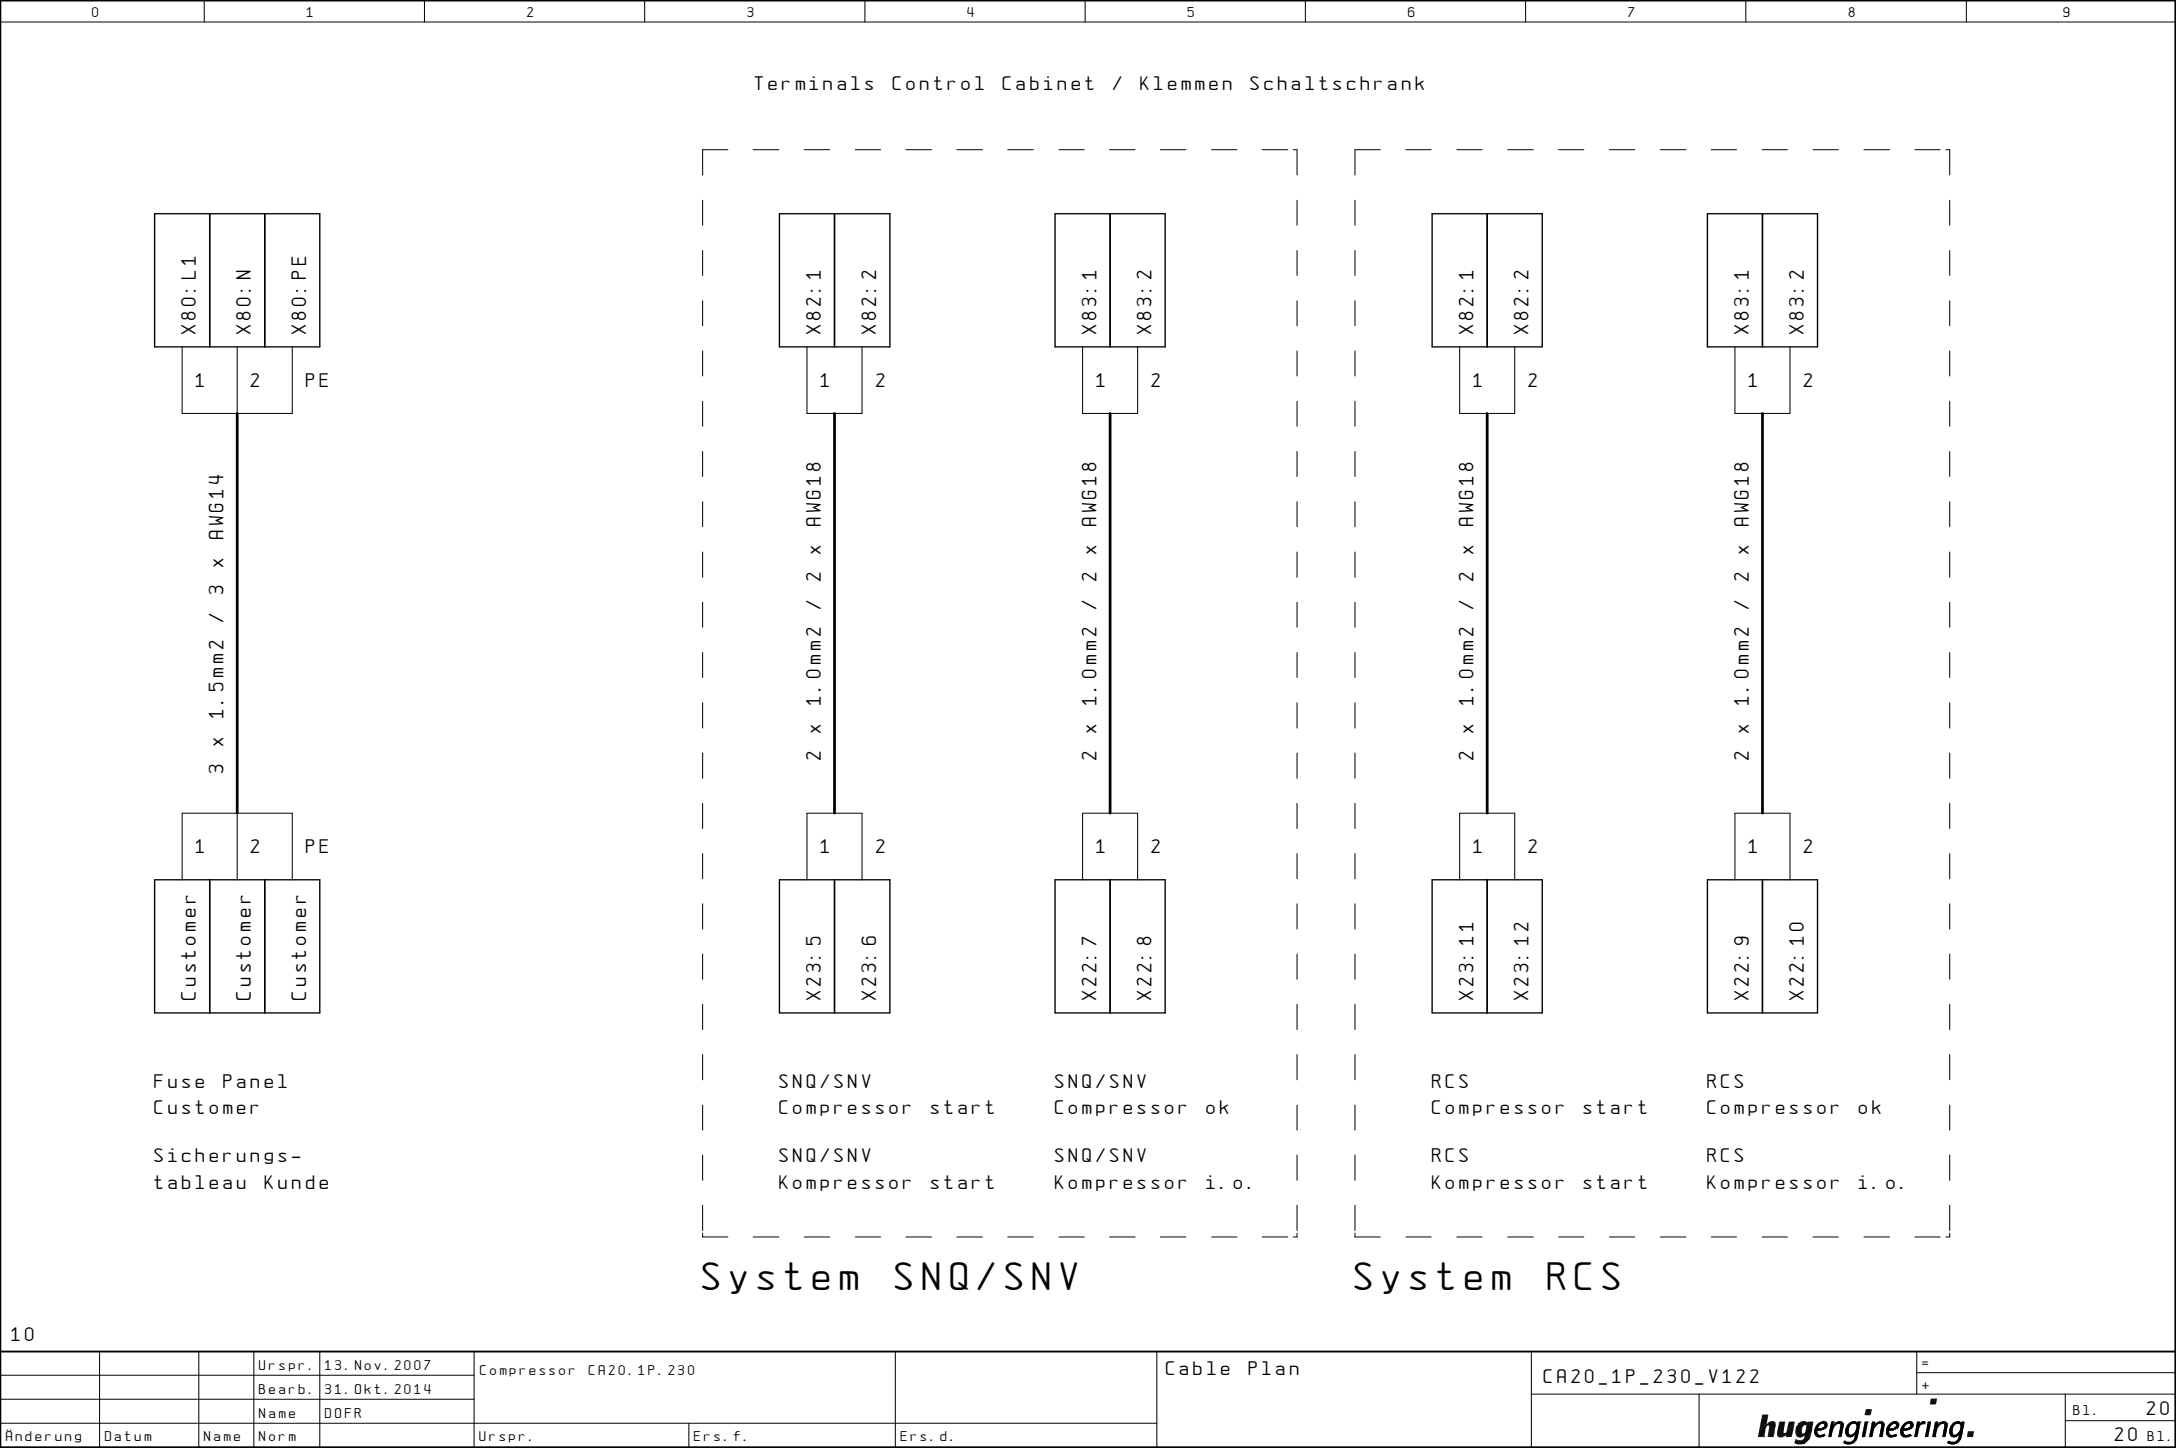 0 1 2 3 4 5 6 7 8 9
Terminals Control Cabinet / Klemmen Schaltschrank
X80:L1 X80:N X80:PE X82:1 X82:2 X83:1 X83:2 X82:1 X82:2 X83:1 X83:2
1 2 PE 1 2 1 2 1 2 1 2
3 x 1.5mm2 / 3 x AWG14
2 x 1.0mm2 / 2 x AWG18
2 x 1.0mm2 / 2 x AWG18
2 x 1.0mm2 / 2 x AWG18
2 x 1.0mm2 / 2 x AWG18
1 2 PE 1 2 1 2 1 2 1 2
Customer Customer Customer X23:5 X23:6 X22:7 X22:8 X23:11 X23:12 X22:9 X22:10
Fuse Panel
Customer
Sicherungs-
tableau Kunde
SNQ/SNV
Compressor start
SNQ/SNV
Kompressor start
SNQ/SNV
Compressor ok
SNQ/SNV
Kompressor i.o.
RCS
Compressor start
RCS
Kompressor start
RCS
Compressor ok
RCS
Kompressor i.o.
System SNQ/SNV
System RCS
10
Urspr. 13.Nov.2007
Bearb. 31.Okt.2014
Name DOFR
Änderung Datum Name Norm
Compressor CA20.1P.230
Urspr. Ers.f. Ers.d.
Cable Plan
CA20_1P_230_V122
=
+
hugengineering.
Bl. 20
20 Bl.